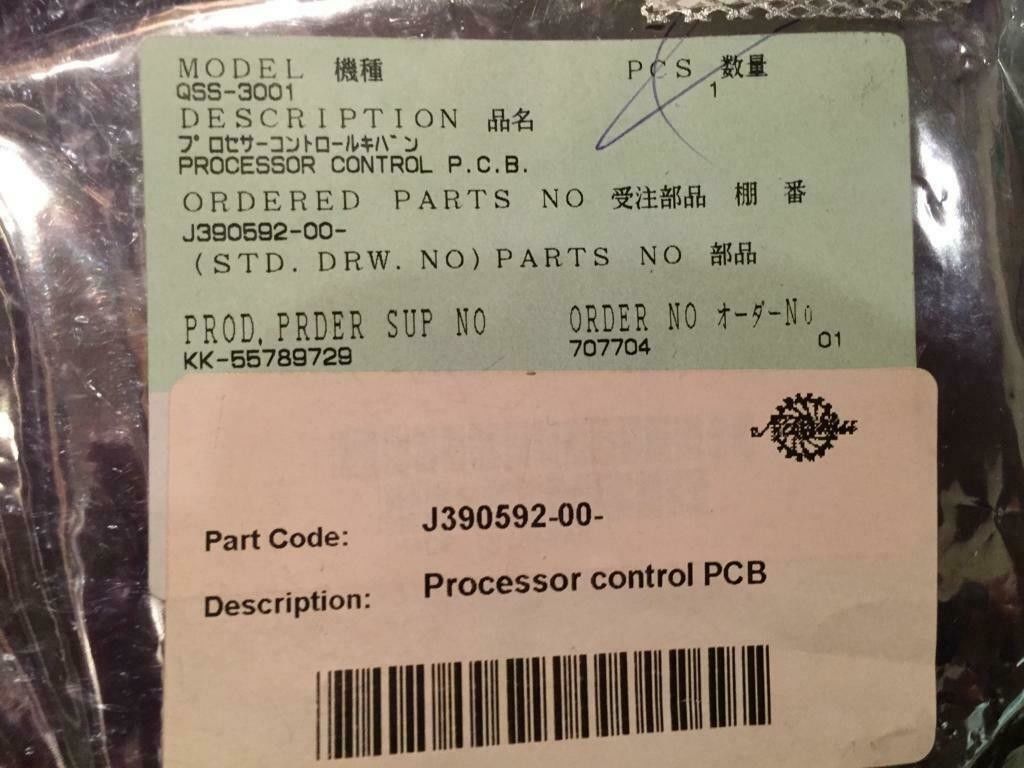 MODEL 機種 PCS 数量
QSS-3001 1
DESCRIPTION 品名
プロセサーコントロールキバン
PROCESSOR CONTROL P.C.B.
ORDERED PARTS NO 受注部品 棚番
J390592-00-
(STD. DRW. NO) PARTS NO 部品
PROD. PRDER SUP NO ORDER NO オーダーNo
KK-55789729 707704 01
Part Code: J390592-00-
Description: Processor control PCB